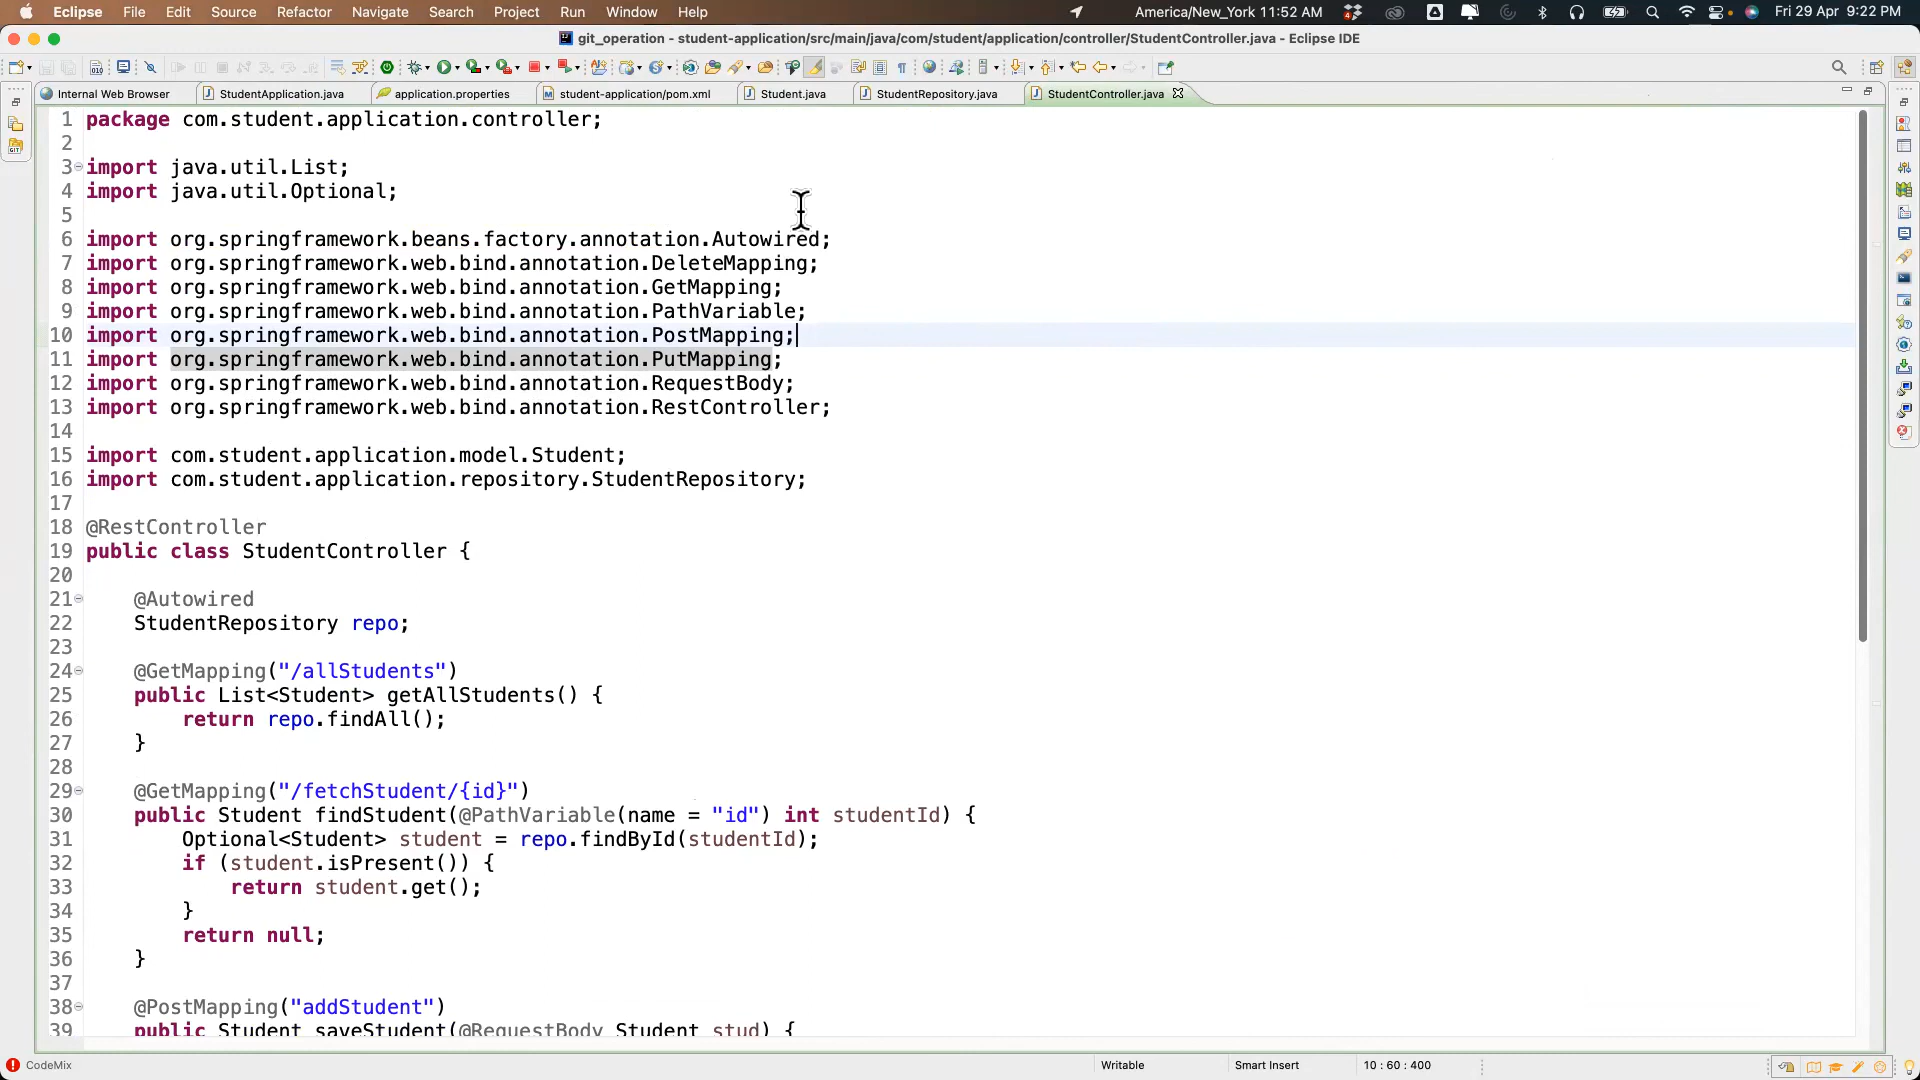 Eclipse File Edit Source Refactor Navigate Search Project Run Window Help America/New_York 11:52 AM Fri 29 Apr 9:22 PM
git_operation - student-application/src/main/java/com/student/application/controller/StudentController.java - Eclipse IDE
Internal Web Browser StudentApplication.java application.properties student-application/pom.xml Student.java StudentRepository.java StudentController.java
1 package com.student.application.controller;
2
3 import java.util.List;
4 import java.util.Optional;
5
6 import org.springframework.beans.factory.annotation.Autowired;
7 import org.springframework.web.bind.annotation.DeleteMapping;
8 import org.springframework.web.bind.annotation.GetMapping;
9 import org.springframework.web.bind.annotation.PathVariable;
10 import org.springframework.web.bind.annotation.PostMapping;
11 import org.springframework.web.bind.annotation.PutMapping;
12 import org.springframework.web.bind.annotation.RequestBody;
13 import org.springframework.web.bind.annotation.RestController;
14
15 import com.student.application.model.Student;
16 import com.student.application.repository.StudentRepository;
17
18 @RestController
19 public class StudentController {
20
21 @Autowired
22 StudentRepository repo;
23
24 @GetMapping("/allStudents")
25 public List<Student> getAllStudents() {
26 return repo.findAll();
27 }
28
29 @GetMapping("/fetchStudent/{id}")
30 public Student findStudent(@PathVariable(name = "id") int studentId) {
31 Optional<Student> student = repo.findById(studentId);
32 if (student.isPresent()) {
33 return student.get();
34 }
35 return null;
36 }
37
38 @PostMapping("addStudent")
39 public Student saveStudent(@RequestBody Student stud) {
CodeMix Writable Smart Insert 10 : 60 : 400